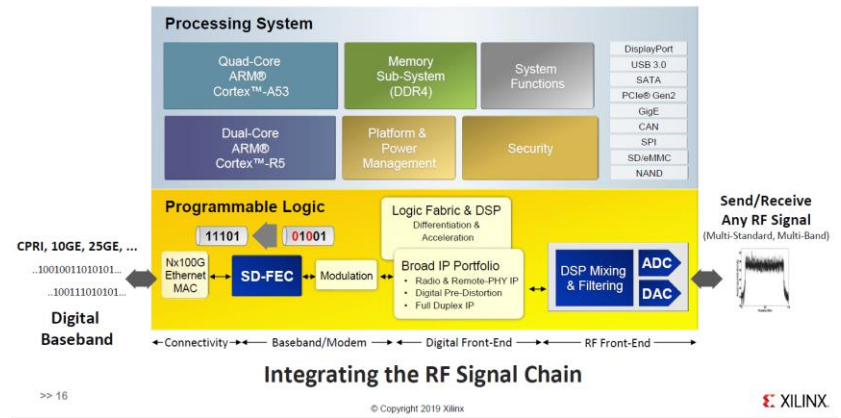 Processing System
Quad-Core
ARM®
Cortex™-A53
Memory
Sub-System
(DDR4)
System
Functions
Dual-Core
ARM®
Cortex™-R5
Platform &
Power
Management
Security
DisplayPort
USB 3.0
SATA
PCIe® Gen2
GigE
CAN
SPI
SD/eMMC
NAND
Programmable Logic
11101
01001
Logic Fabric & DSP
Differentiation &
Acceleration
CPRI, 10GE, 25GE, ...
..10010011010101...
..100111010101...
Digital
Baseband
Nx100G
Ethernet
MAC
SD-FEC
Modulation
Broad IP Portfolio
• Radio & Remote-PHY IP
• Digital Pre-Distortion
• Full Duplex IP
DSP Mixing
& Filtering
ADC
DAC
Send/Receive
Any RF Signal
(Multi-Standard, Multi-Band)
Connectivity
Baseband/Modem
Digital Front-End
RF Front-End
Integrating the RF Signal Chain
>> 16
© Copyright 2019 Xilinx
XILINX